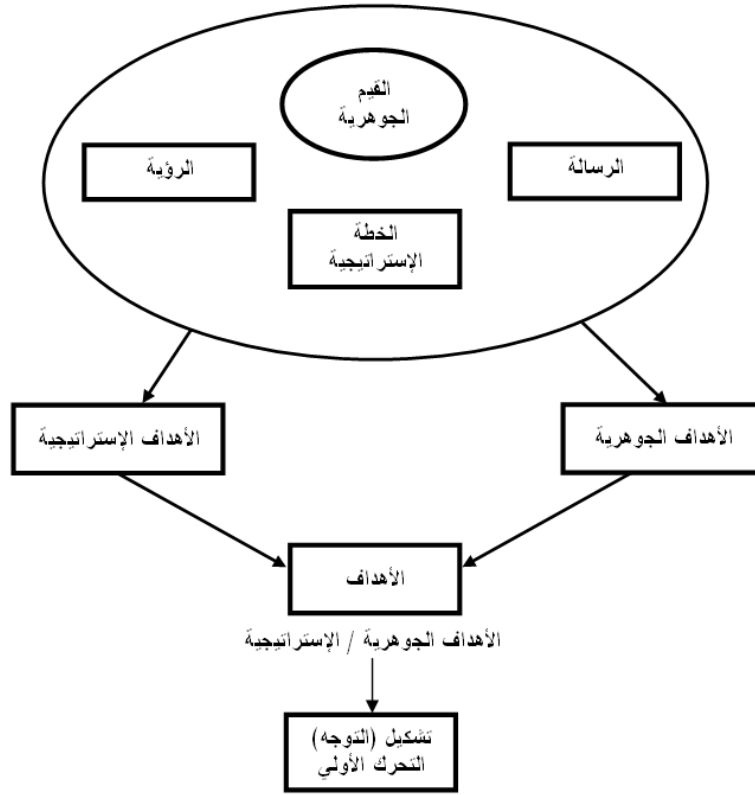 القيم
الجوهرية
الرسالة
الرؤية
الخطة
الإستراتيجية
الأهداف الجوهرية
الأهداف الإستراتيجية
الأهداف
الأهداف الجوهرية / الإستراتيجية
تشكيل (التوجه)
التحرك الأولي